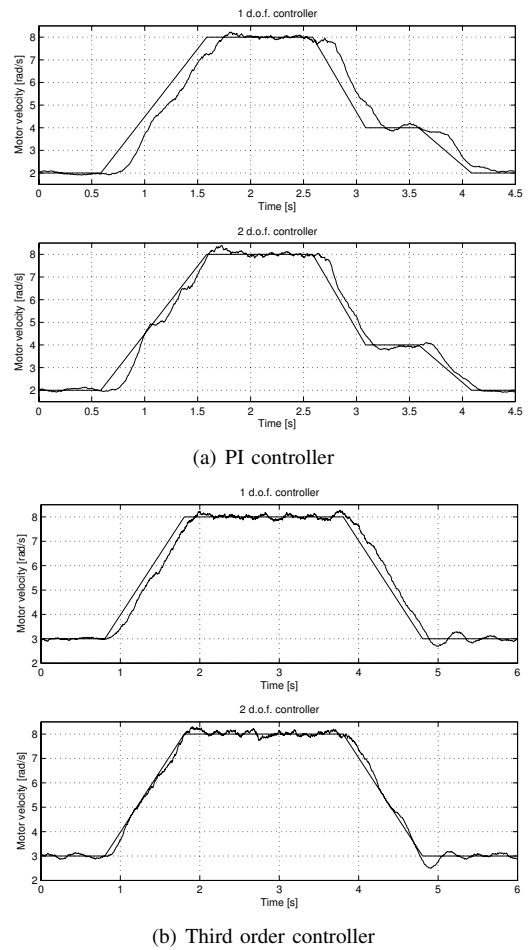 1 d.o.f. controller
8
7
6
5
4
3
2
Motor velocity [rad/s]
0 0.5 1 1.5 2 2.5 3 3.5 4 4.5
Time [s]
2 d.o.f. controller
8
7
6
5
4
3
2
Motor velocity [rad/s]
0 0.5 1 1.5 2 2.5 3 3.5 4 4.5
Time [s]
(a) PI controller
1 d.o.f. controller
8
7
6
5
4
3
2
Motor velocity [rad/s]
0 1 2 3 4 5 6
Time [s]
2 d.o.f. controller
8
7
6
5
4
3
2
Motor velocity [rad/s]
0 1 2 3 4 5 6
Time [s]
(b) Third order controller